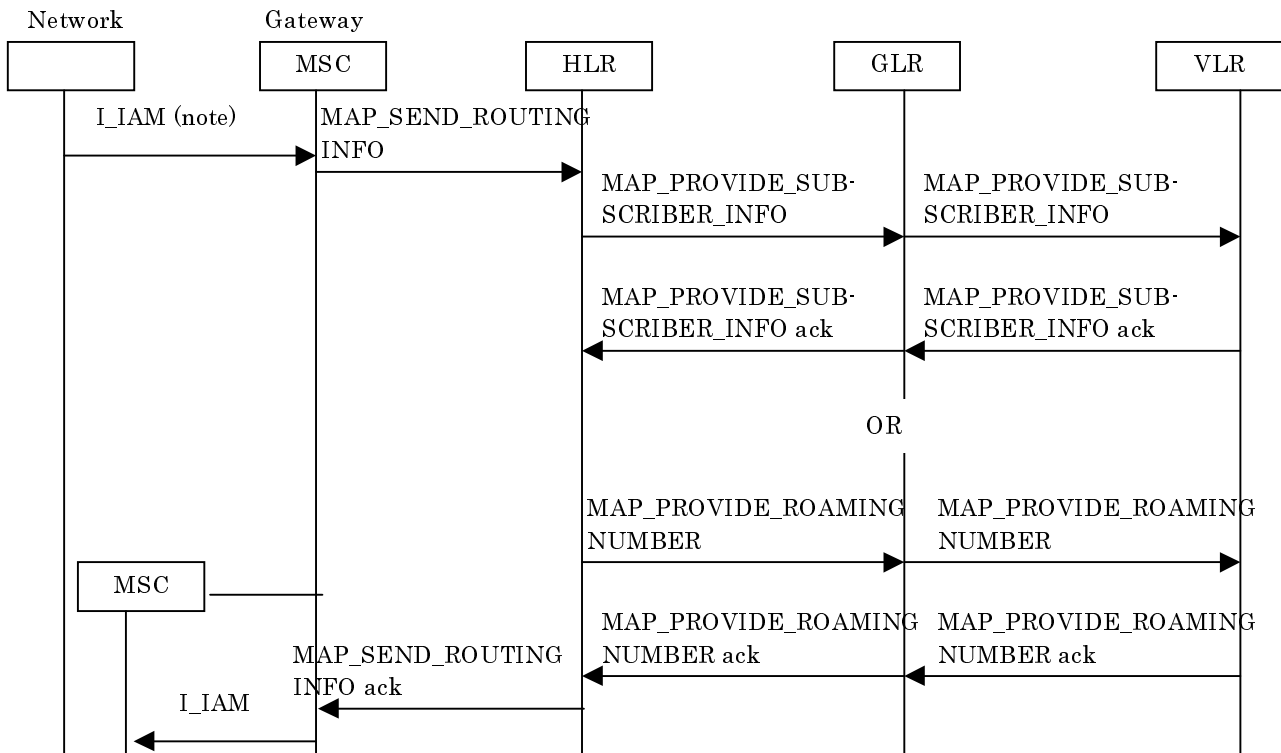 Network
Gateway
MSC
HLR
GLR
VLR
I_IAM (note)
MAP_SEND_ROUTING
INFO
MAP_PROVIDE_SUB-
SCRIBER_INFO
MAP_PROVIDE_SUB-
SCRIBER_INFO
MAP_PROVIDE_SUB-
SCRIBER_INFO ack
MAP_PROVIDE_SUB-
SCRIBER_INFO ack
OR
MAP_PROVIDE_ROAMING
NUMBER
MAP_PROVIDE_ROAMING
NUMBER
MSC
MAP_PROVIDE_ROAMING
NUMBER ack
MAP_PROVIDE_ROAMING
NUMBER ack
MAP_SEND_ROUTING
INFO ack
I_IAM